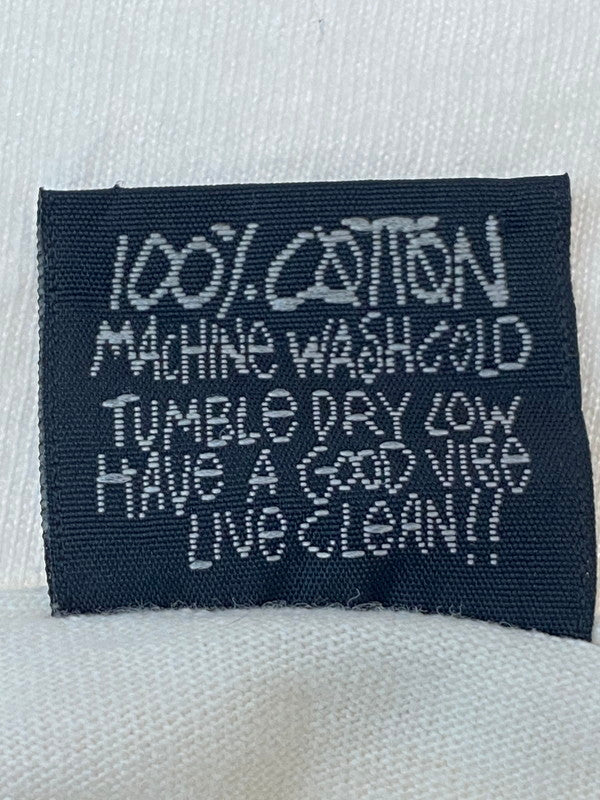 100% COTTON
MACHINE WASH COLD
TUMBLE DRY LOW
HAVE A GOOD VIBE
LIVE CLEAN!!